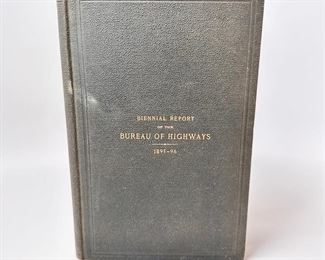 BIENNIAL REPORT
OF THE
BUREAU OF HIGHWAYS
1895-96